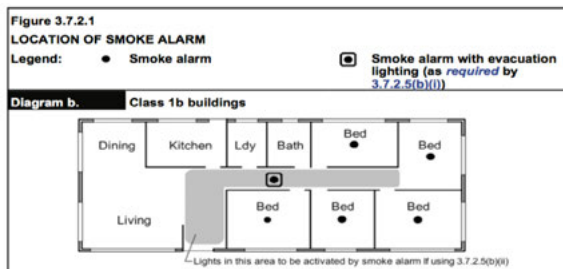 Figure 3.7.2.1
LOCATION OF SMOKE ALARM
Legend: Smoke alarm
Smoke alarm with evacuation
lighting (as required by
3.7.2.5(b)(i))
Diagram b. Class 1b buildings
Dining Kitchen Ldy Bath Bed Bed
Living Bed Bed Bed
Lights in this area to be activated by smoke alarm if using 3.7.2.5(b)(ii)